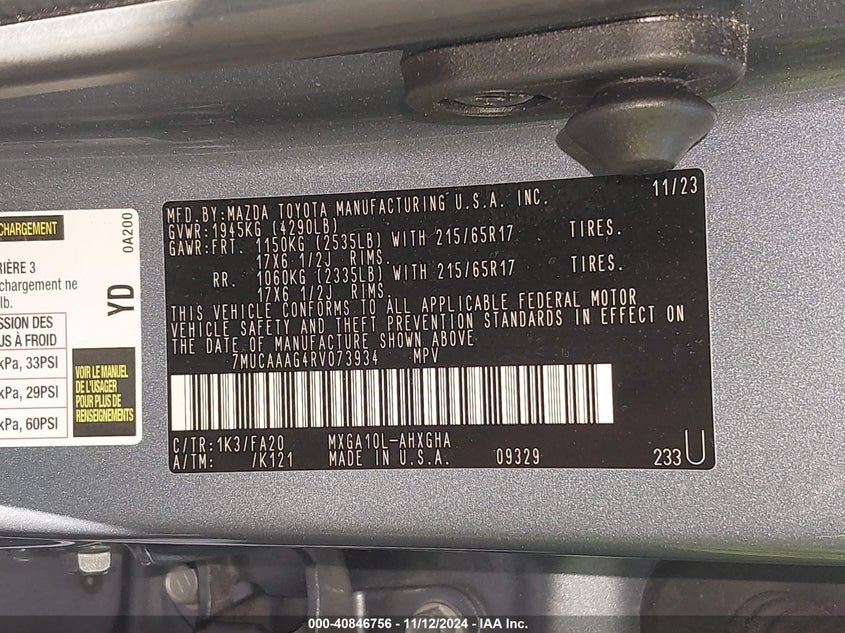 CHARGEMENT
0A200
RIÈRE 3
chargement ne
lb.
YD
SSION DES
US À FROID
kPa, 33PSI
kPa, 29PSI
kPa, 60PSI
VOIR LE MANUEL
DE L'USAGER
POUR PLUS DE
RENSEIGNEMENTS
MFD.BY:MAZDA TOYOTA MANUFACTURING U.S.A. INC. 11/23
GVWR:1945KG (4290LB)
GAWR:FRT. 1150KG (2535LB) WITH 215/65R17 TIRES.
17X6 1/2J RIMS.
RR. 1060KG (2335LB) WITH 215/65R17 TIRES.
17X6 1/2J RIMS.
THIS VEHICLE CONFORMS TO ALL APPLICABLE FEDERAL MOTOR
VEHICLE SAFETY AND THEFT PREVENTION STANDARDS IN EFFECT ON
THE DATE OF MANUFACTURE SHOWN ABOVE
7MUCAAAG4RV073934 MPV
C/TR:1K3/FA20 MXGA10L-AHXGHA
A/TM: /K121 MADE IN U.S.A. 09329 233U
000-40846756 - 11/12/2024 - IAA Inc.